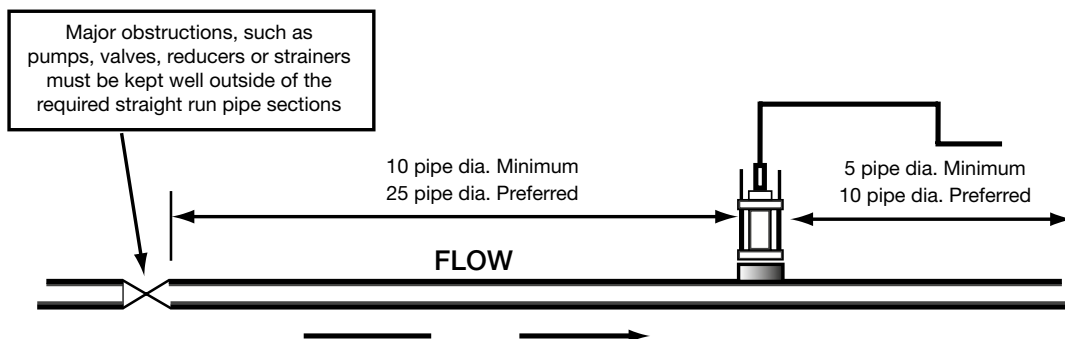 Major obstructions, such as
pumps, valves, reducers or strainers
must be kept well outside of the
required straight run pipe sections
10 pipe dia. Minimum
25 pipe dia. Preferred
5 pipe dia. Minimum
10 pipe dia. Preferred
FLOW